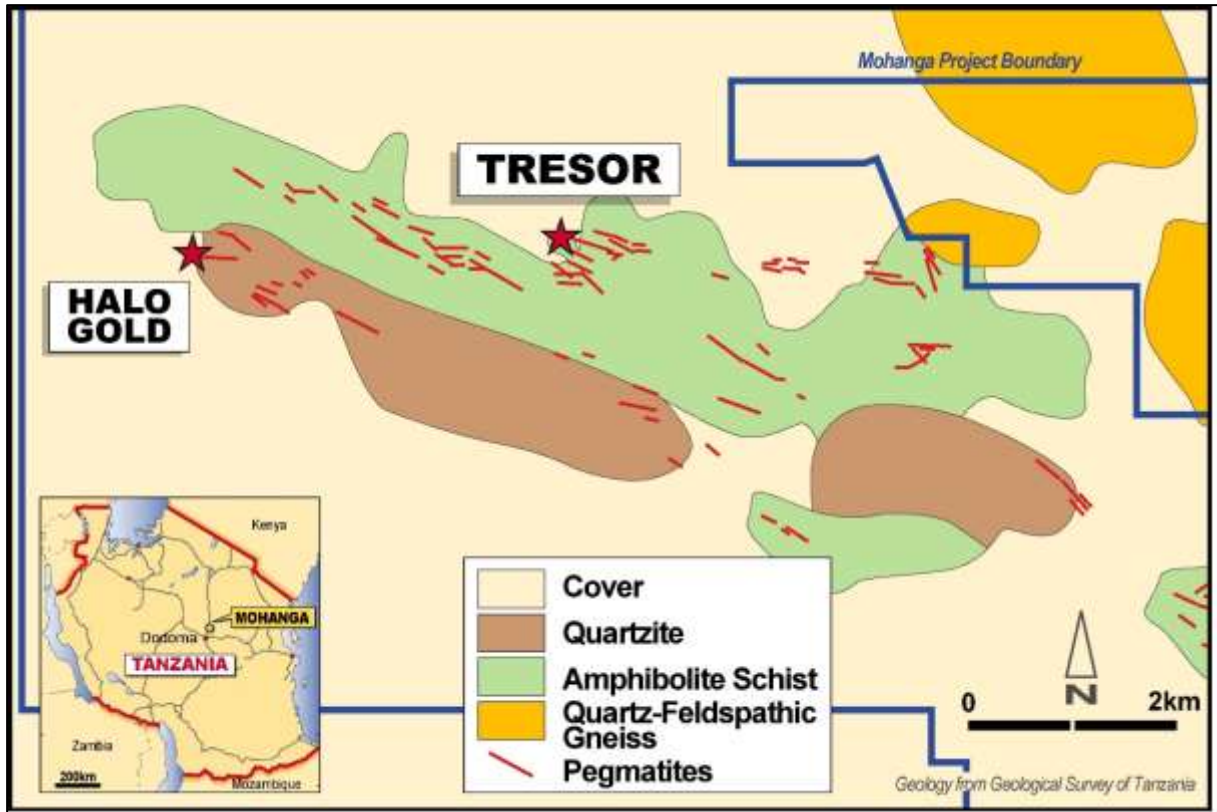 Mohanga Project Boundary
TRESOR
HALO
GOLD
Kenya
MOHANGA
Dodoma
TANZANIA
Zambia
200km
Mozambique
Cover
Quartzite
Amphibolite Schist
Quartz-Feldspathic
Gneiss
Pegmatites
N
0 2km
Geology from Geological Survey of Tanzania